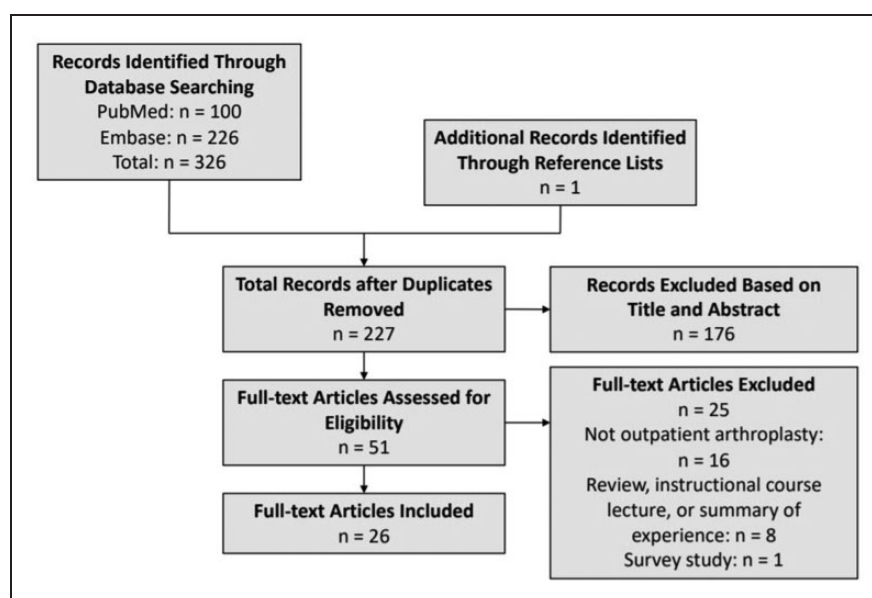 Records Identified Through
Database Searching
PubMed: n = 100
Embase: n = 226
Total: n = 326
Additional Records Identified
Through Reference Lists
n = 1
Total Records after Duplicates
Removed
n = 227
Records Excluded Based on
Title and Abstract
n = 176
Full-text Articles Assessed for
Eligibility
n = 51
Full-text Articles Excluded
n = 25
Not outpatient arthroplasty:
n = 16
Review, instructional course
lecture, or summary of
experience: n = 8
Survey study: n = 1
Full-text Articles Included
n = 26